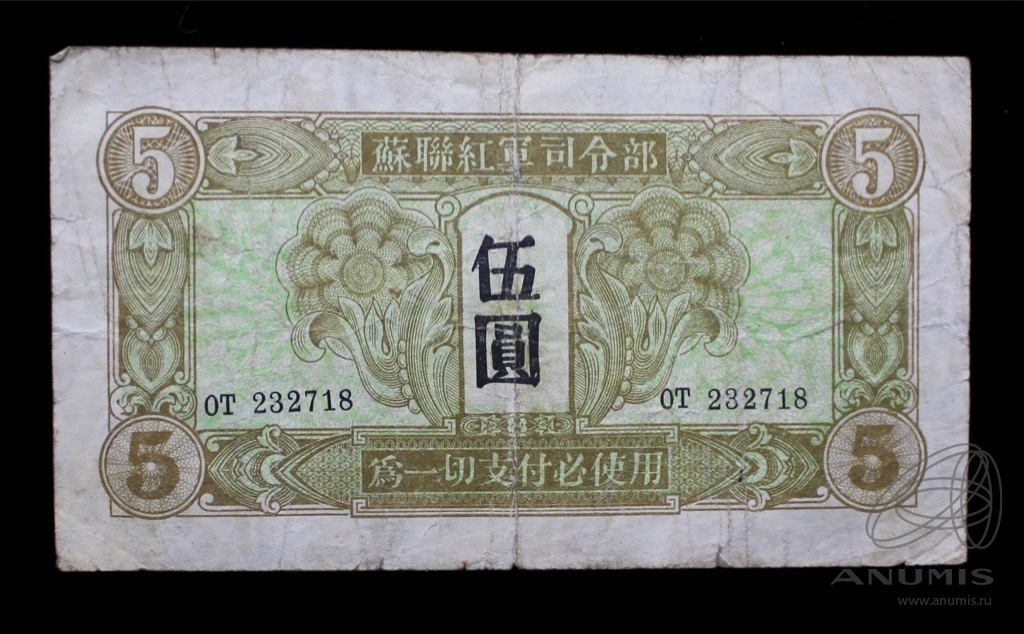 5 蘇聯紅軍司令部 5
伍
圓
OT 232718 OT 232718
5 為一切支付必使用 5
ANUMIS
www.anumis.ru